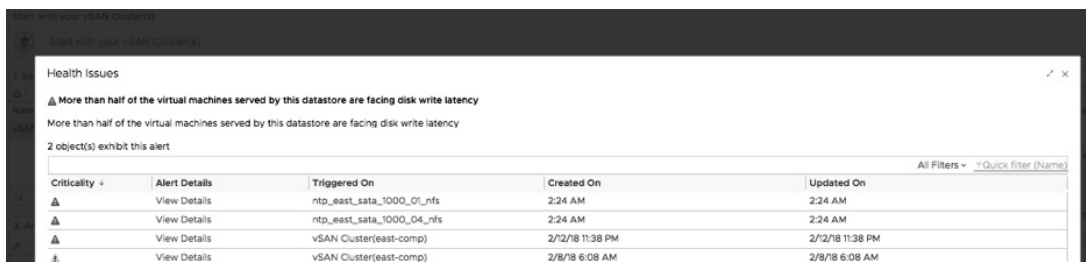 Start with your vSAN Cluster(s)
Start with your vSAN Cluster(s)
Health Issues
More than half of the virtual machines served by this datastore are facing disk write latency
More than half of the virtual machines served by this datastore are facing disk write latency
2 object(s) exhibit this alert
All Filters Quick filter (Name)
Criticality Alert Details Triggered On Created On Updated On
View Details ntp_east_sata_1000_01_nfs 2:24 AM 2:24 AM
View Details ntp_east_sata_1000_04_nfs 2:24 AM 2:24 AM
View Details vSAN Cluster(east-comp) 2/12/18 11:38 PM 2/12/18 11:38 PM
View Details vSAN Cluster(east-comp) 2/8/18 6:08 AM 2/8/18 6:08 AM